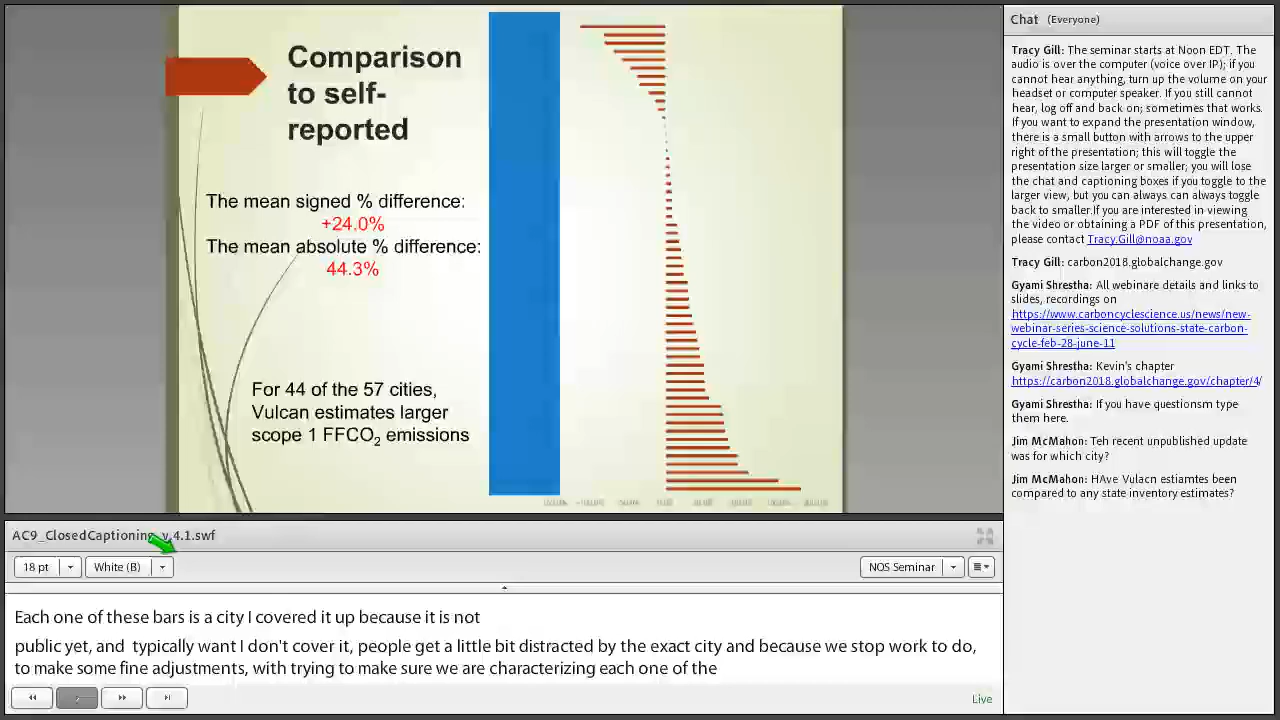 Comparison
to self-
reported
The mean signed % difference:
+24.0%
The mean absolute % difference:
44.3%
For 44 of the 57 cities,
Vulcan estimates larger
scope 1 FFCO2 emissions
Chat (Everyone)
Tracy Gill: The seminar starts at Noon EDT. The
audio is over the computer (voice over IP); if you
cannot hear anything, turn up the volume on your
headset or computer speaker. If you still cannot
hear, log off and back on; sometimes that works.
If you want to expand the presentation window,
there is a small button with arrows to the upper
right of the presentation; this will toggle the
presentation size larger or smaller; you will lose
the chat and captioning boxes if you toggle to the
larger view, but you can always can always toggle
back to smaller.If you are interested in viewing
the video or obtaining a PDF of this presentation,
please contact Tracy.Gill@noaa.gov
Tracy Gill: carbon2018.globalchange.gov
Gyami Shrestha: All webinare details and links to
slides, recordings on
https://www.carboncyclescience.us/news/new-
webinar-series-science-solutions-state-carbon-
cycle-feb-28-june-11
Gyami Shrestha: Kevin's chapter
https://carbon2018.globalchange.gov/chapter/4/
Gyami Shrestha: If you have questionsm type
them here.
Jim McMahon: Teh recent unpublished update
was for which city?
Jim McMahon: HAve Vulacn estiamtes been
compared to any state inventory estimates?
AC9_ClosedCaptioning_v.4.1.swf
18 pt White (B) NOS Seminar
Each one of these bars is a city I covered it up because it is not
public yet, and typically want I don't cover it, people get a little bit distracted by the exact city and because we stop work to do,
to make some fine adjustments, with trying to make sure we are characterizing each one of the
Live